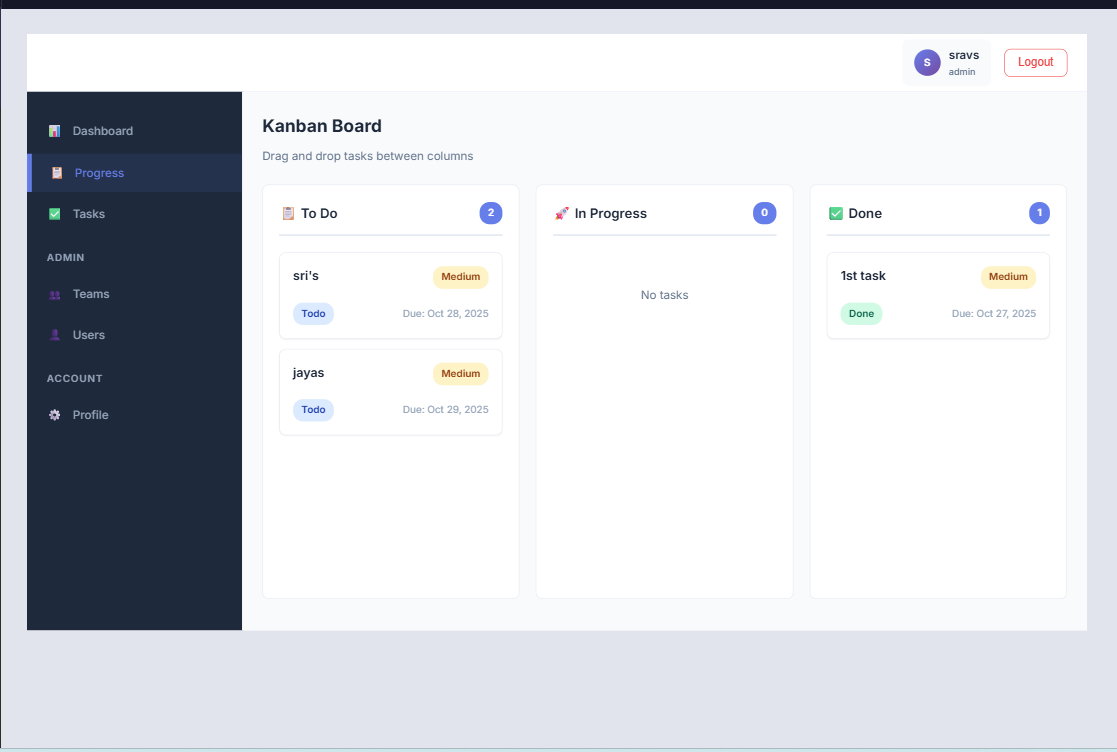 S
sravs
admin
Logout
Dashboard
Progress
Tasks
ADMIN
Teams
Users
ACCOUNT
Profile
Kanban Board
Drag and drop tasks between columns
To Do 2
sri's Medium
Todo Due: Oct 28, 2025
jayas Medium
Todo Due: Oct 29, 2025
In Progress 0
No tasks
Done 1
1st task Medium
Done Due: Oct 27, 2025